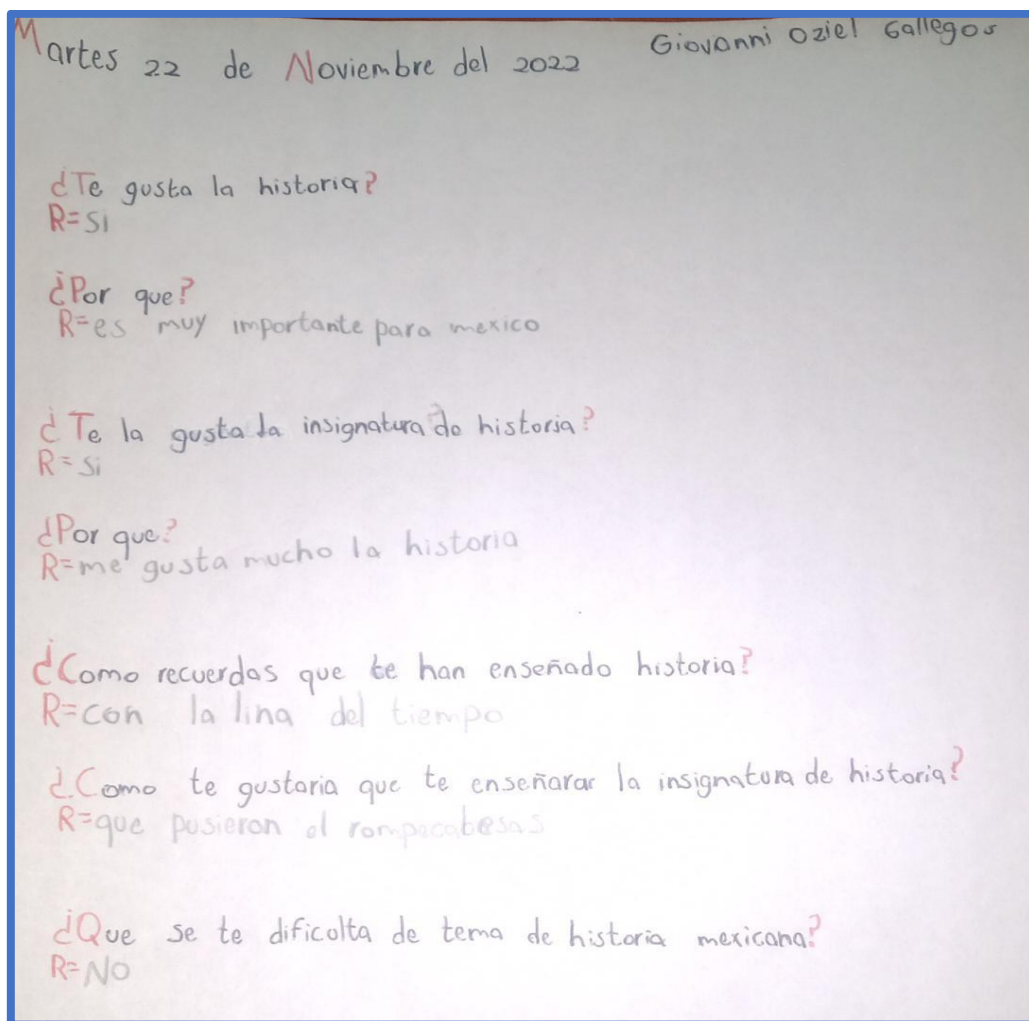 Martes 22 de Noviembre del 2022 Giovanni Oziel Gallegos
¿Te gusta la historia?
R=Si
¿Por que?
R=es muy importante para mexico
¿Te la gusta la insignatura de historia?
R=Si
¿Por que?
R=me gusta mucho la historia
¿Como recuerdas que te han enseñado historia?
R=con la lina del tiempo
¿Como te gustaria que te enseñarar la insignatura de historia?
R=que pusieron el rompecabesas
¿Que se te dificolta de tema de historia mexicana?
R=No